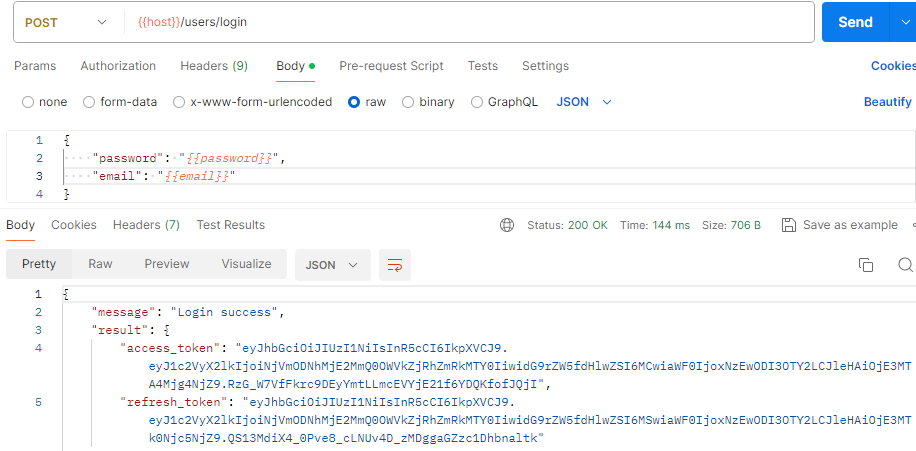 POST {{host}}/users/login Send
Params Authorization Headers (9) Body Pre-request Script Tests Settings Cookies
none form-data x-www-form-urlencoded raw binary GraphQL JSON Beautify
1 {
2 "password": "{{password}}",
3 "email": "{{email}}"
4 }
Body Cookies Headers (7) Test Results Status: 200 OK Time: 144 ms Size: 706 B Save as example
Pretty Raw Preview Visualize JSON
1 {
2 "message": "Login success",
3 "result": {
4 "access_token": "eyJhbGciOiJIUzI1NiIsInR5cCI6IkpXVCJ9.
eyJ1c2VyX2lkIjoiNjVmODNhMjE2MmQ0OWVkZjRhZmRkMTY0IiwidG9rZW5fdHlwZSI6MCwiaWF0IjoxNzEwODI3OTY2LCJleHAiOjE3MT
A4Mjg4NjZ9.RzG_W7VfFkrc9DEyYmtLLmcEVYjE21f6YDQKfofJQjI",
5 "refresh_token": "eyJhbGciOiJIUzI1NiIsInR5cCI6IkpXVCJ9.
eyJ1c2VyX2lkIjoiNjVmODNhMjE2MmQ0OWVkZjRhZmRkMTY0IiwidG9rZW5fdHlwZSI6MSwiaWF0IjoxNzEwODI3OTY2LCJleHAiOjE3MT
k0Njc5NjZ9.QS13MdiX4_0Pve8_cLNUv4D_zMDggaGZzc1Dhbnaltk"